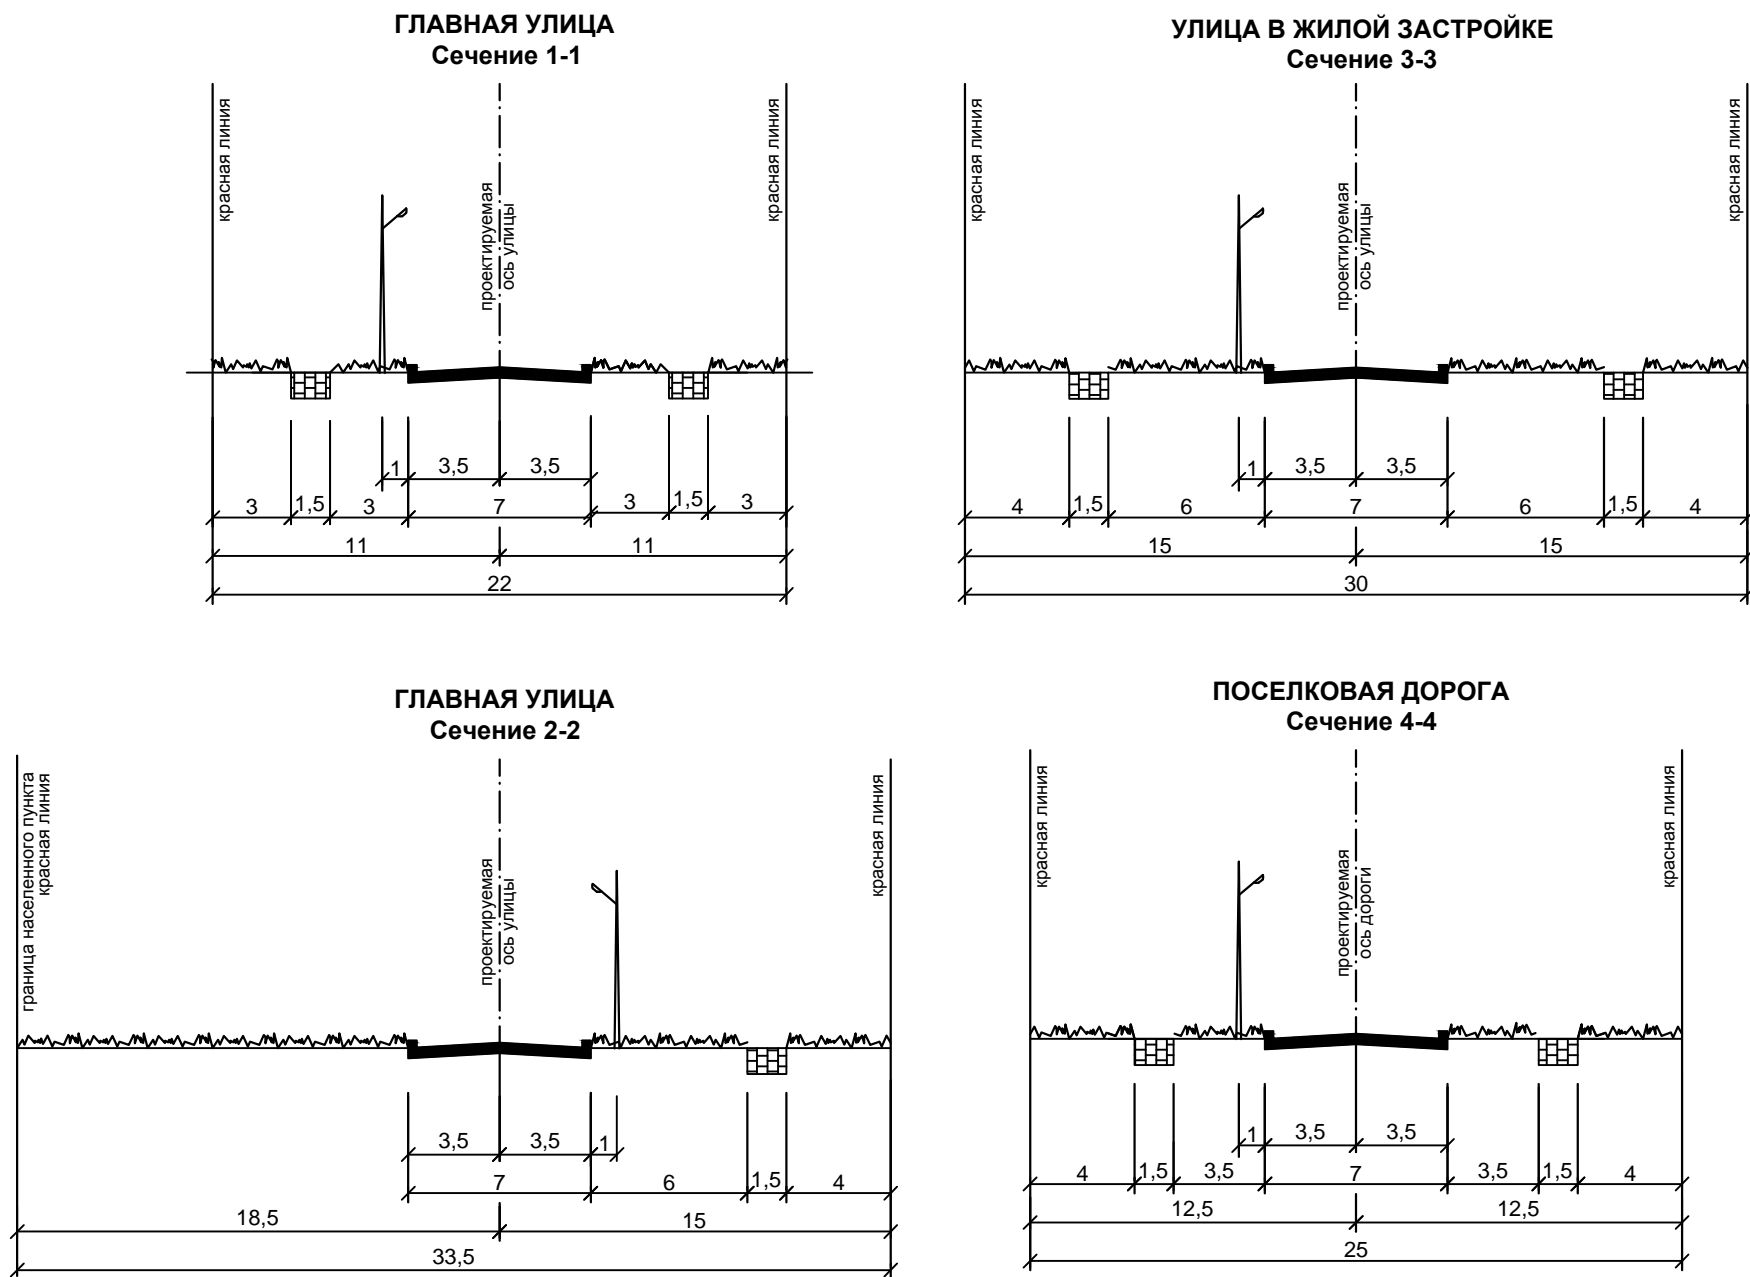 ГЛАВНАЯ УЛИЦА
Сечение 1-1
красная линия
проектируемая
ось улицы
красная линия
1
3,5
3,5
3
1,5
3
7
3
1,5
3
11
11
22
УЛИЦА В ЖИЛОЙ ЗАСТРОЙКЕ
Сечение 3-3
красная линия
проектируемая
ось улицы
красная линия
1
3,5
3,5
4
1,5
6
7
6
1,5
4
15
15
30
ГЛАВНАЯ УЛИЦА
Сечение 2-2
граница населенного пункта
красная линия
проектируемая
ось улицы
красная линия
3,5
3,5
1
7
6
1,5
4
18,5
15
33,5
ПОСЕЛКОВАЯ ДОРОГА
Сечение 4-4
красная линия
проектируемая
ось дороги
красная линия
1
3,5
3,5
4
1,5
3,5
7
3,5
1,5
4
12,5
12,5
25